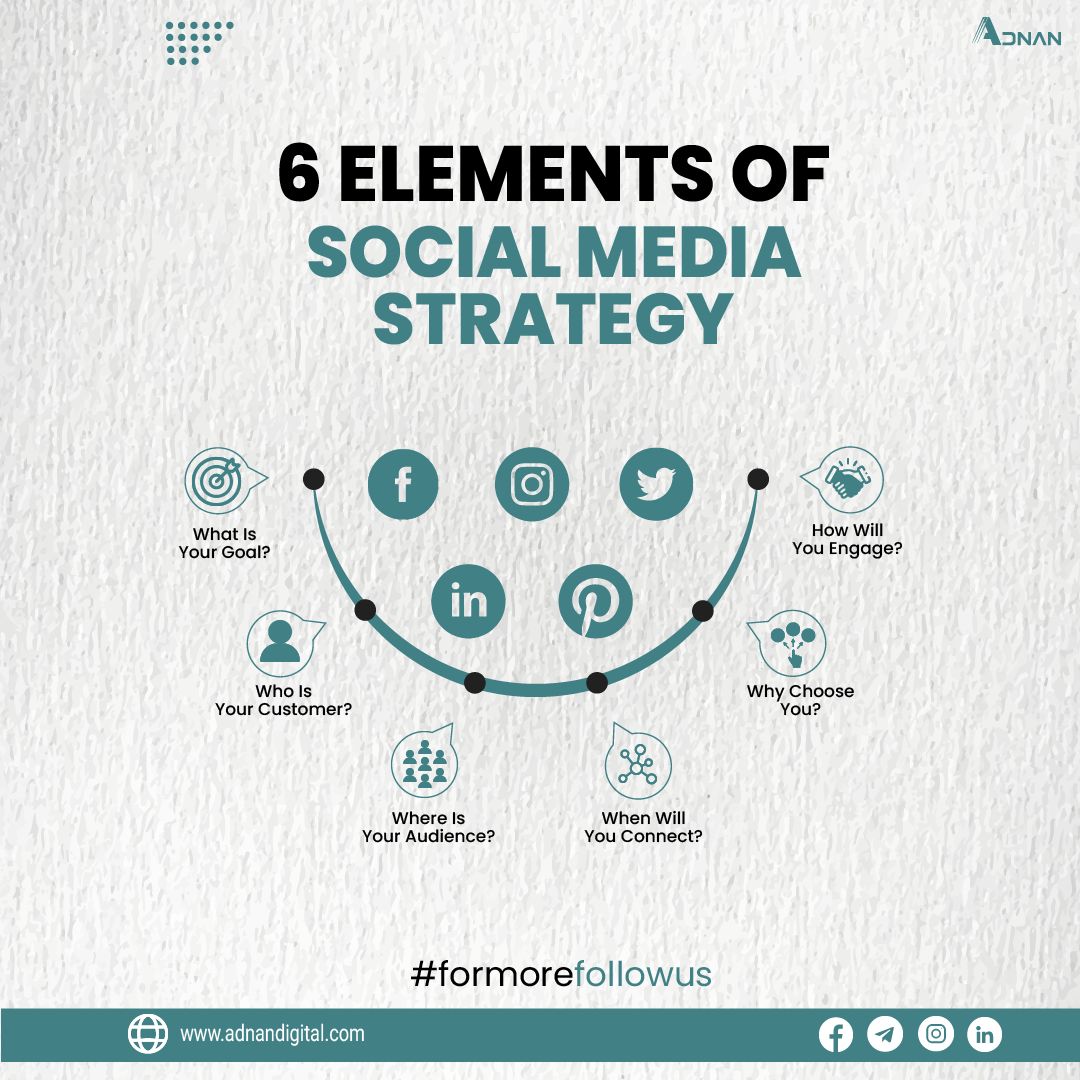 ADNAN
6 ELEMENTS OF
SOCIAL MEDIA
STRATEGY
What Is
Your Goal?
Who Is
Your Customer?
Where Is
Your Audience?
When Will
You Connect?
Why Choose
You?
How Will
You Engage?
#formorefollowus
www.adnandigital.com